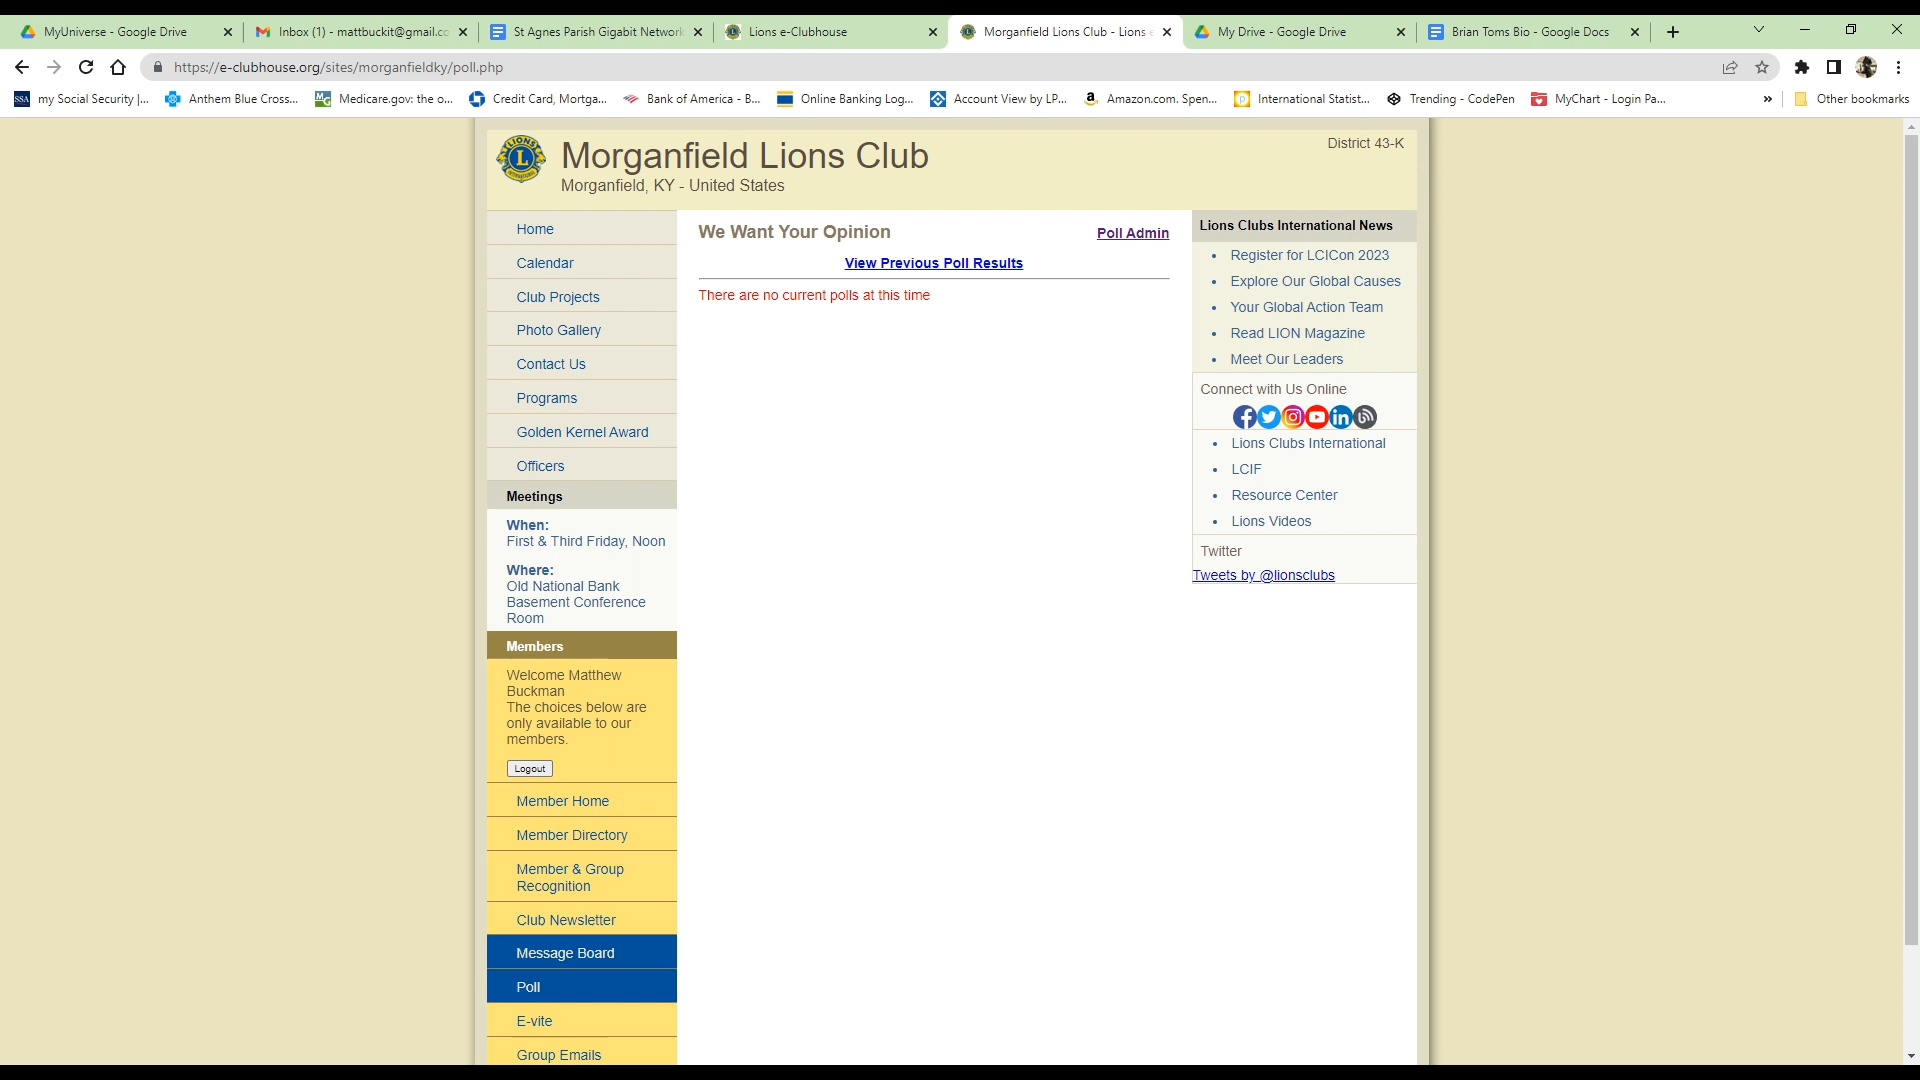 MyUniverse - Google Drive
Inbox (1) - mattbuckit@gmail.co
St Agnes Parish Gigabit Network
Lions e-Clubhouse
Morganfield Lions Club - Lions e
My Drive - Google Drive
Brian Toms Bio - Google Docs
https://e-clubhouse.org/sites/morganfieldky/poll.php
SSA
my Social Security |...
Anthem Blue Cross...
MG
Medicare.gov: the o...
Credit Card, Mortga...
Bank of America - B...
Online Banking Log...
Account View by LP...
Amazon.com. Spen...
International Statist...
Trending - CodePen
MyChart - Login Pa...
»
Other bookmarks
LIONS
L
INTERNATIONAL
Morganfield Lions Club
Morganfield, KY - United States
District 43-K
Home
Calendar
Club Projects
Photo Gallery
Contact Us
Programs
Golden Kernel Award
Officers
Meetings
When:
First & Third Friday, Noon
Where:
Old National Bank
Basement Conference
Room
Members
Welcome Matthew
Buckman
The choices below are
only available to our
members.
Logout
Member Home
Member Directory
Member & Group
Recognition
Club Newsletter
Message Board
Poll
E-vite
Group Emails
We Want Your Opinion
Poll Admin
View Previous Poll Results
There are no current polls at this time
Lions Clubs International News
Register for LCICon 2023
Explore Our Global Causes
Your Global Action Team
Read LION Magazine
Meet Our Leaders
Connect with Us Online
Lions Clubs International
LCIF
Resource Center
Lions Videos
Twitter
Tweets by @lionsclubs